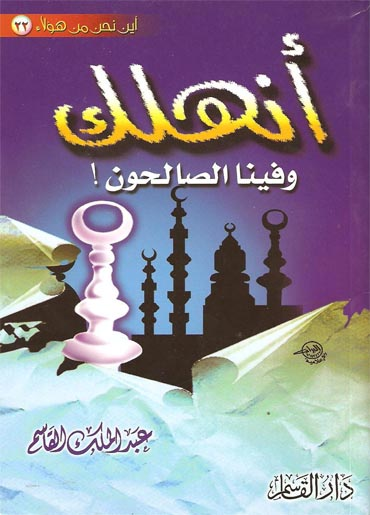 أين نحن من هؤلاء ٢٢
أنهلك
وفينا الصالحون !
عبد الملك القاسم
دار القاسم